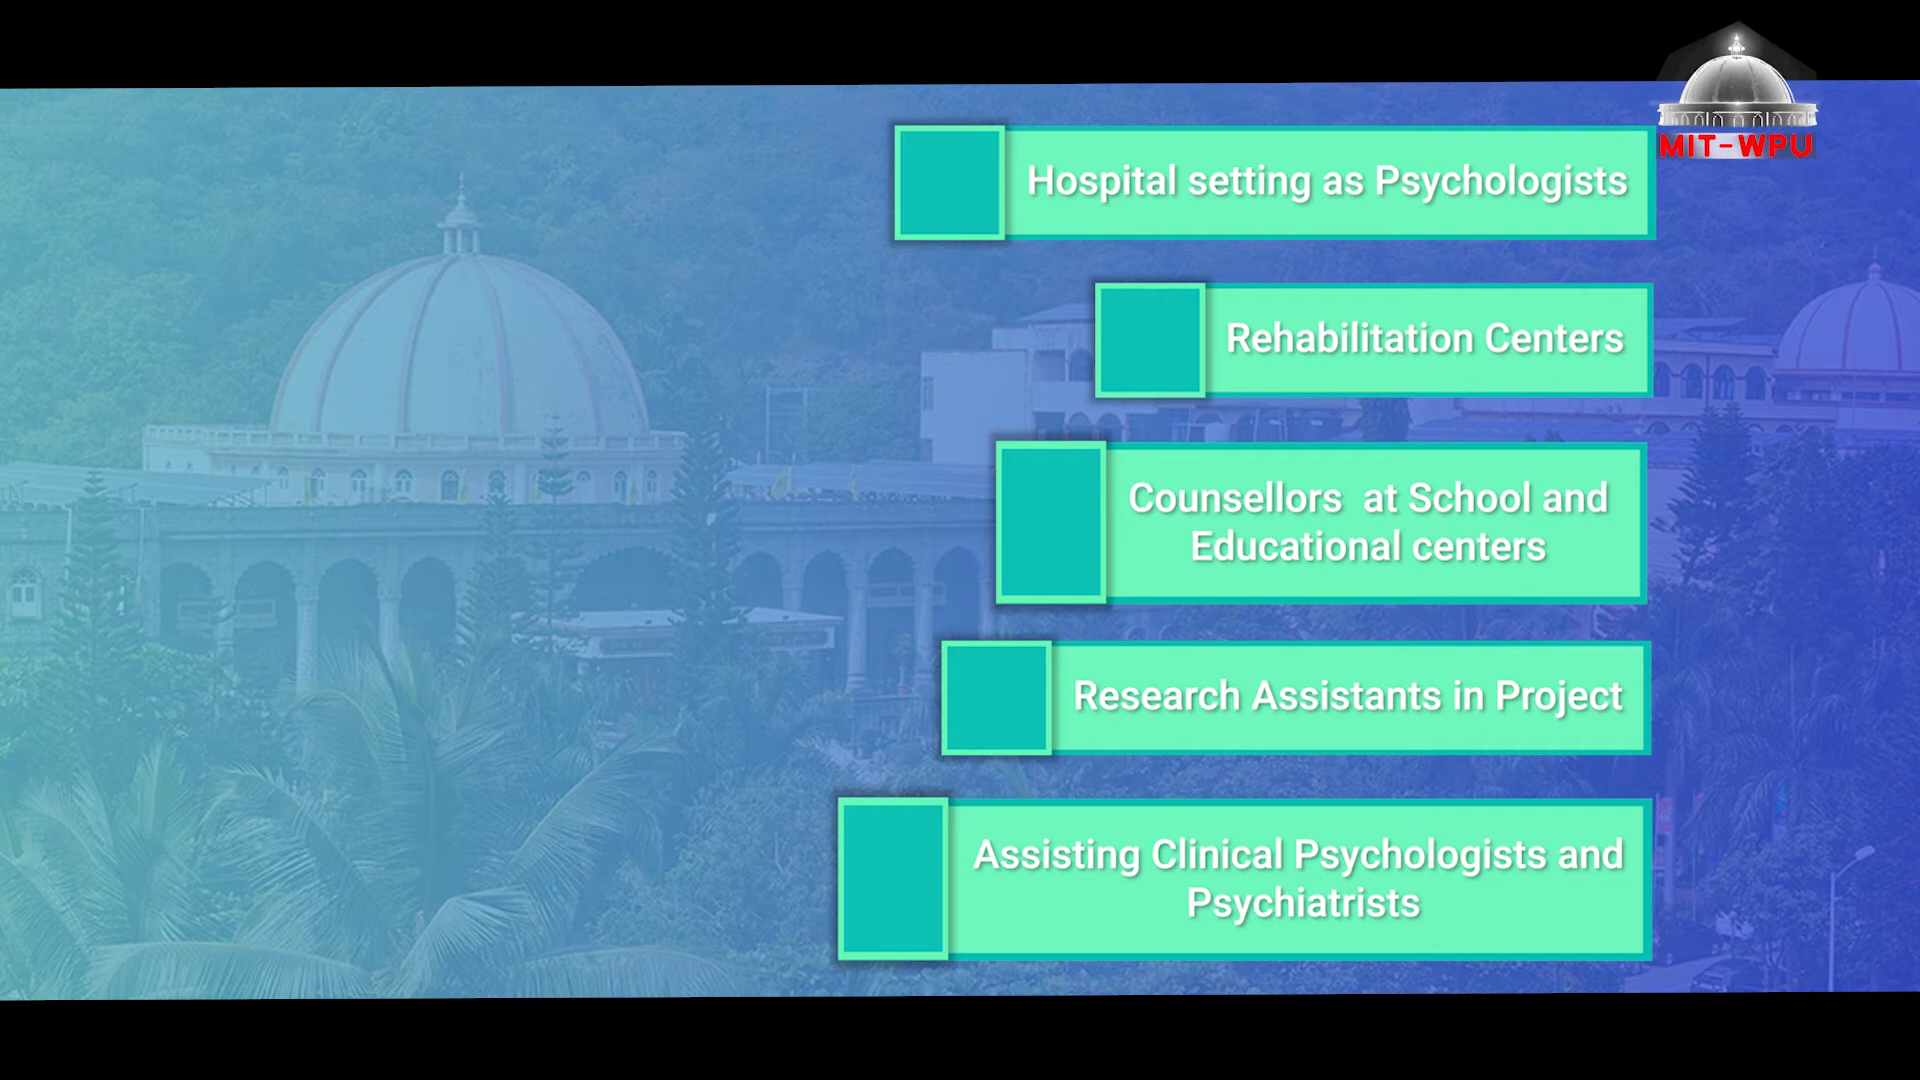 MIT-WPU
Hospital setting as Psychologists
Rehabilitation Centers
Counsellors  at School and
Educational centers
Research Assistants in Project
Assisting Clinical Psychologists and
Psychiatrists